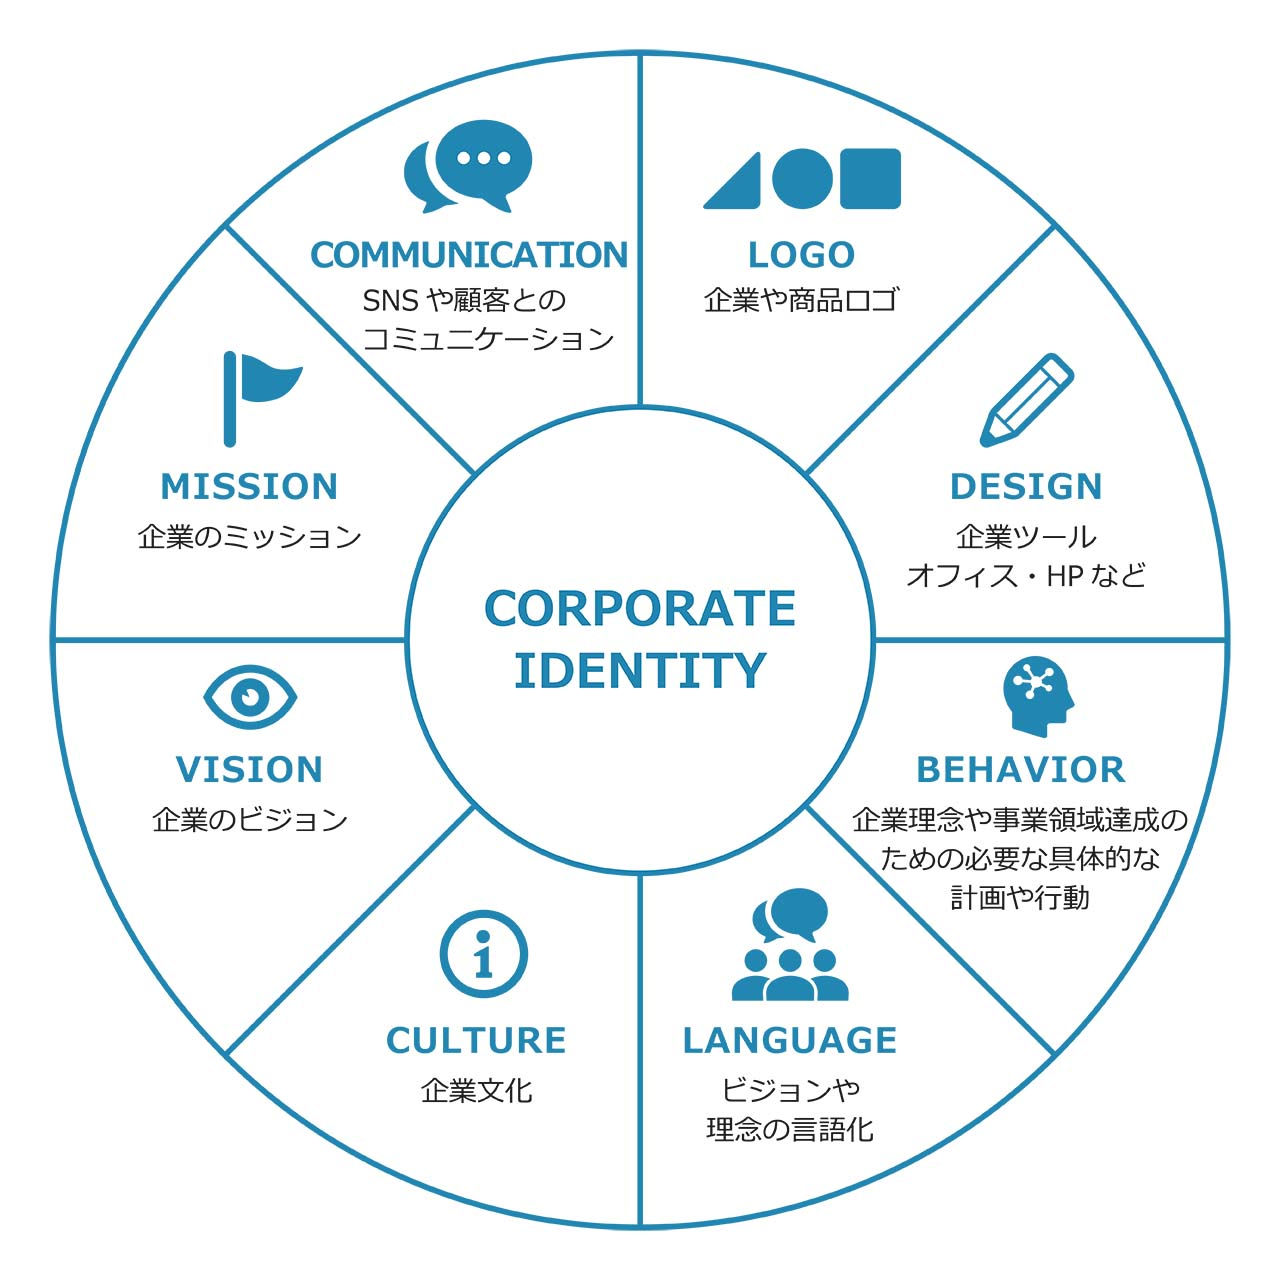 COMMUNICATION
SNS や顧客との
コミュニケーション
LOGO
企業や商品ロゴ
DESIGN
企業ツール
オフィス・HP など
BEHAVIOR
企業理念や事業領域達成の
ための必要な具体的な
計画や行動
LANGUAGE
ビジョンや
理念の言語化
CULTURE
企業文化
VISION
企業のビジョン
MISSION
企業のミッション
CORPORATE
IDENTITY